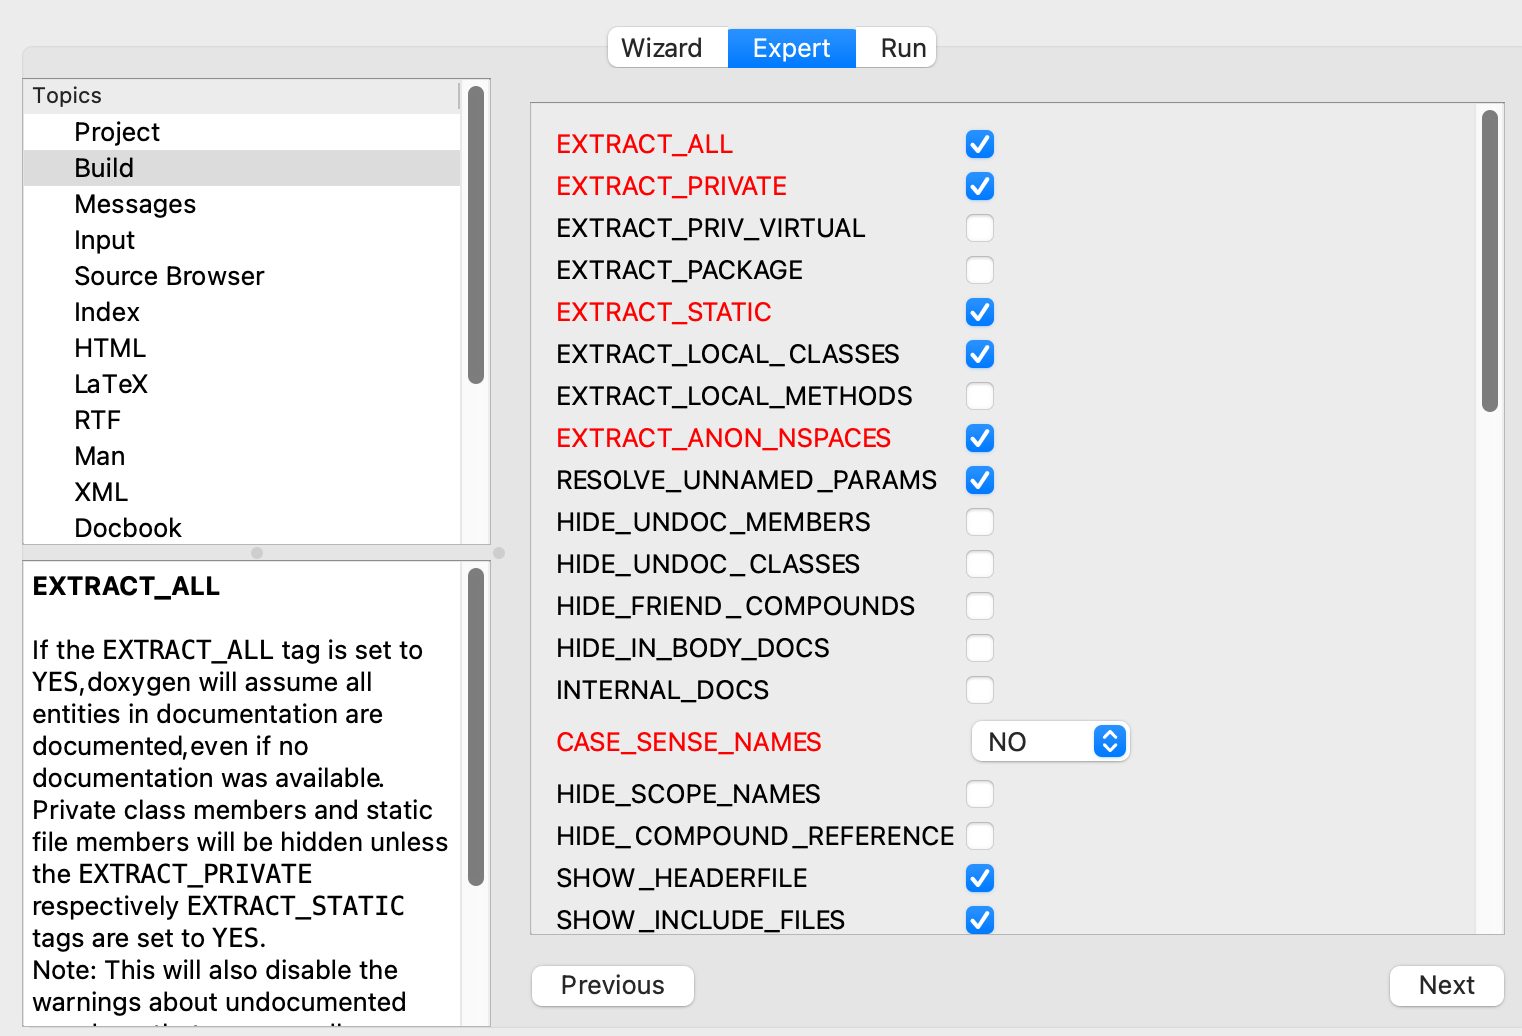 Wizard
Expert
Run
Topics
Project
Build
Messages
Input
Source Browser
Index
HTML
LaTeX
RTF
Man
XML
Docbook
EXTRACT_ALL
If the EXTRACT_ALL tag is set to
YES,doxygen will assume all
entities in documentation are
documented,even if no
documentation was available.
Private class members and static
file members will be hidden unless
the EXTRACT_PRIVATE
respectively EXTRACT_STATIC
tags are set to YES.
Note: This will also disable the
warnings about undocumented
EXTRACT_ALL
EXTRACT_PRIVATE
EXTRACT_PRIV_VIRTUAL
EXTRACT_PACKAGE
EXTRACT_STATIC
EXTRACT_LOCAL_CLASSES
EXTRACT_LOCAL_METHODS
EXTRACT_ANON_NSPACES
RESOLVE_UNNAMED_PARAMS
HIDE_UNDOC_MEMBERS
HIDE_UNDOC_CLASSES
HIDE_FRIEND_COMPOUNDS
HIDE_IN_BODY_DOCS
INTERNAL_DOCS
CASE_SENSE_NAMES NO
HIDE_SCOPE_NAMES
HIDE_COMPOUND_REFERENCE
SHOW_HEADERFILE
SHOW_INCLUDE_FILES
Previous
Next